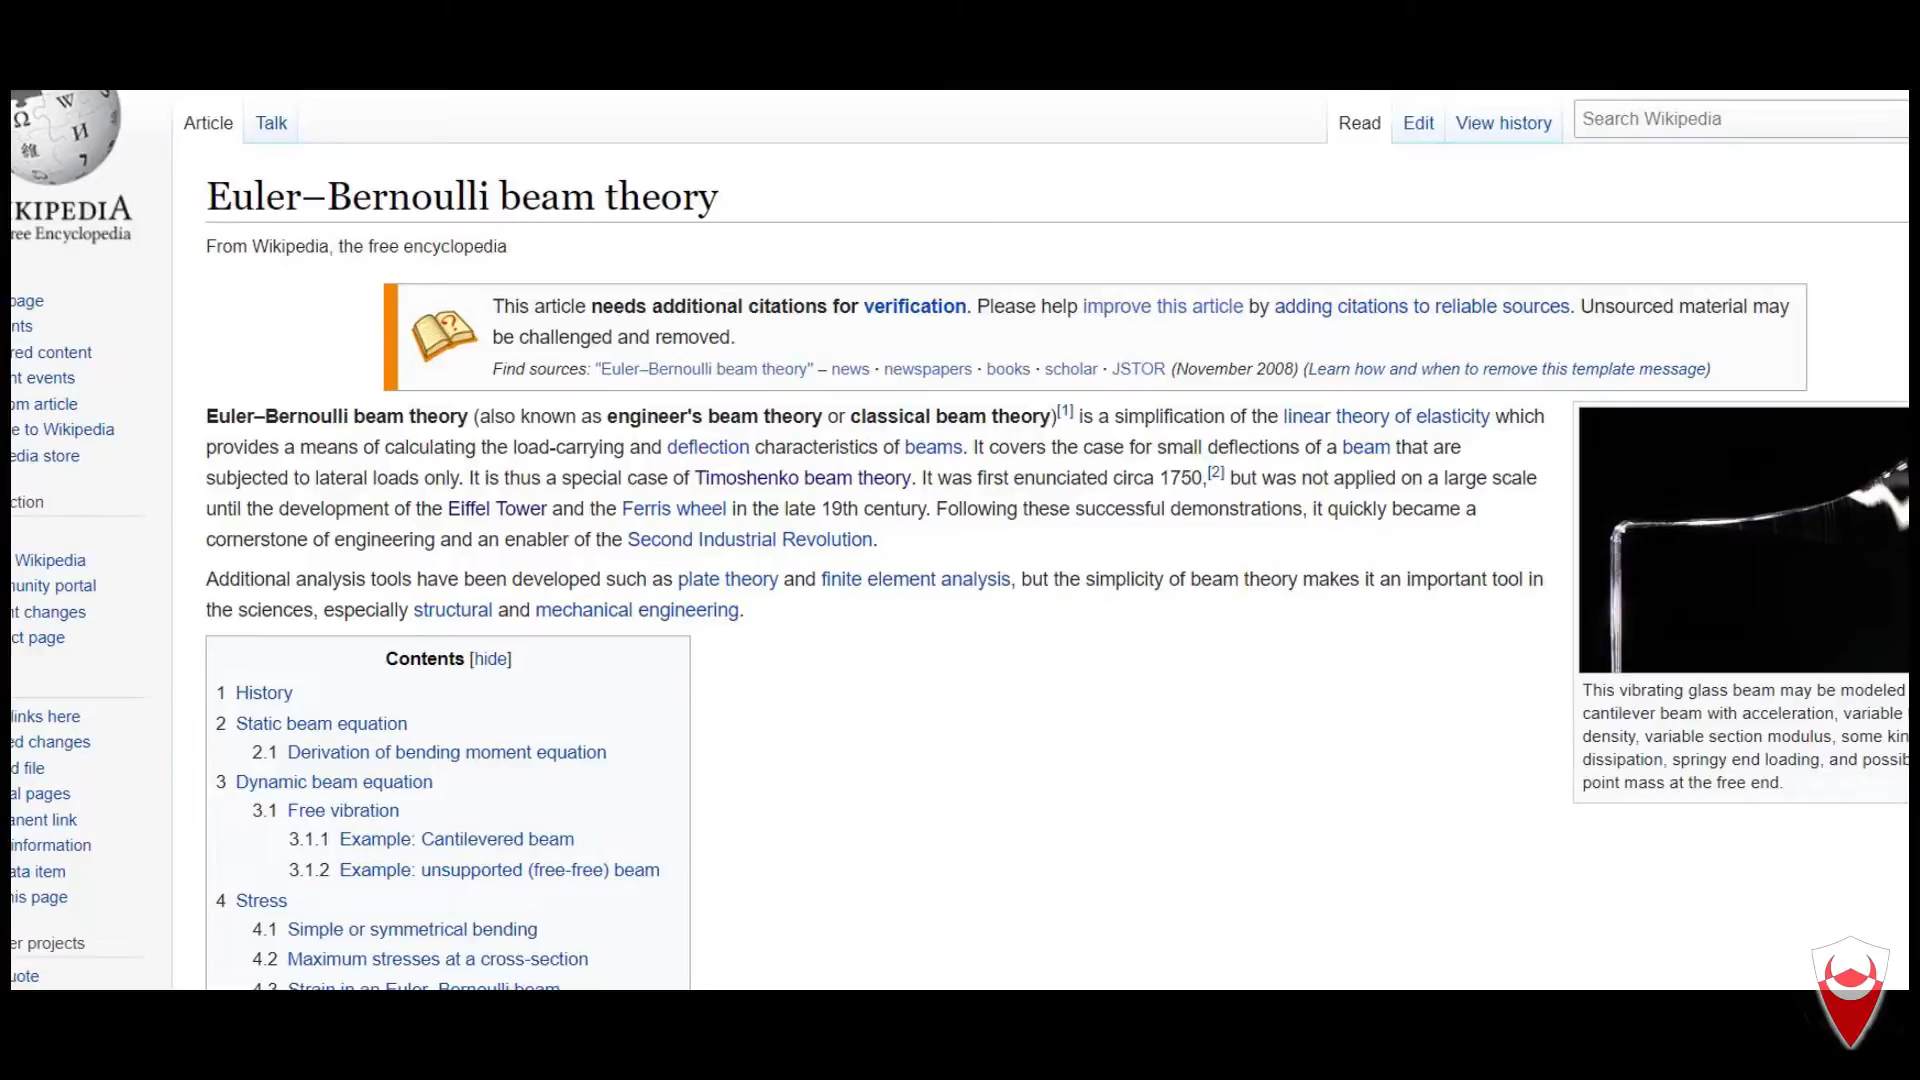 Article Talk Read Edit View history Search Wikipedia
KIPEDIA
ree Encyclopedia
Euler–Bernoulli beam theory
From Wikipedia, the free encyclopedia
This article needs additional citations for verification. Please help improve this article by adding citations to reliable sources. Unsourced material may
be challenged and removed.
Find sources: "Euler–Bernoulli beam theory" – news · newspapers · books · scholar · JSTOR (November 2008) (Learn how and when to remove this template message)
Euler–Bernoulli beam theory (also known as engineer's beam theory or classical beam theory)[1] is a simplification of the linear theory of elasticity which
provides a means of calculating the load-carrying and deflection characteristics of beams. It covers the case for small deflections of a beam that are
subjected to lateral loads only. It is thus a special case of Timoshenko beam theory. It was first enunciated circa 1750,[2] but was not applied on a large scale
until the development of the Eiffel Tower and the Ferris wheel in the late 19th century. Following these successful demonstrations, it quickly became a
cornerstone of engineering and an enabler of the Second Industrial Revolution.
Additional analysis tools have been developed such as plate theory and finite element analysis, but the simplicity of beam theory makes it an important tool in
the sciences, especially structural and mechanical engineering.
Contents [hide]
1 History
2 Static beam equation
2.1 Derivation of bending moment equation
3 Dynamic beam equation
3.1 Free vibration
3.1.1 Example: Cantilevered beam
3.1.2 Example: unsupported (free-free) beam
4 Stress
4.1 Simple or symmetrical bending
4.2 Maximum stresses at a cross-section
4.3 Strain in an Euler–Bernoulli beam
This vibrating glass beam may be modeled
cantilever beam with acceleration, variable
density, variable section modulus, some kin
dissipation, springy end loading, and possib
point mass at the free end.
page
nts
red content
nt events
om article
e to Wikipedia
edia store
ction
Wikipedia
unity portal
nt changes
ct page
links here
ed changes
d file
al pages
anent link
information
ata item
his page
er projects
uote